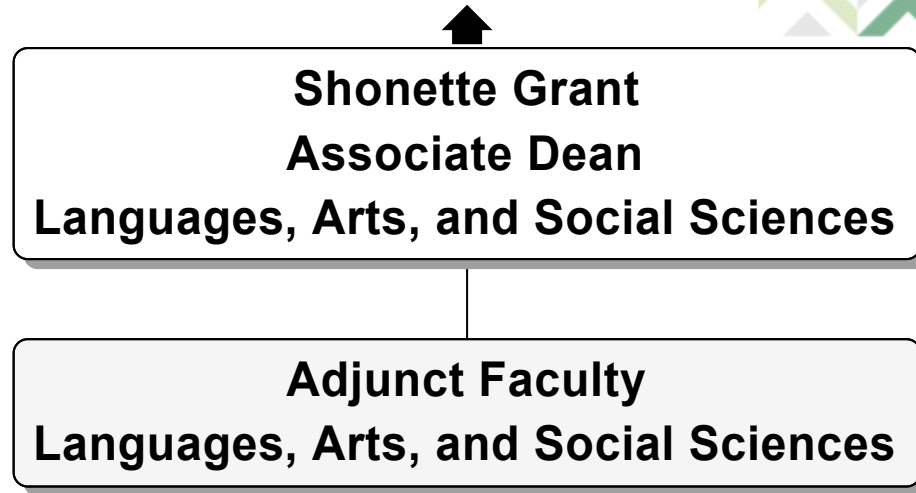 Shonette Grant
Associate Dean
Languages, Arts, and Social Sciences
Adjunct Faculty
Languages, Arts, and Social Sciences